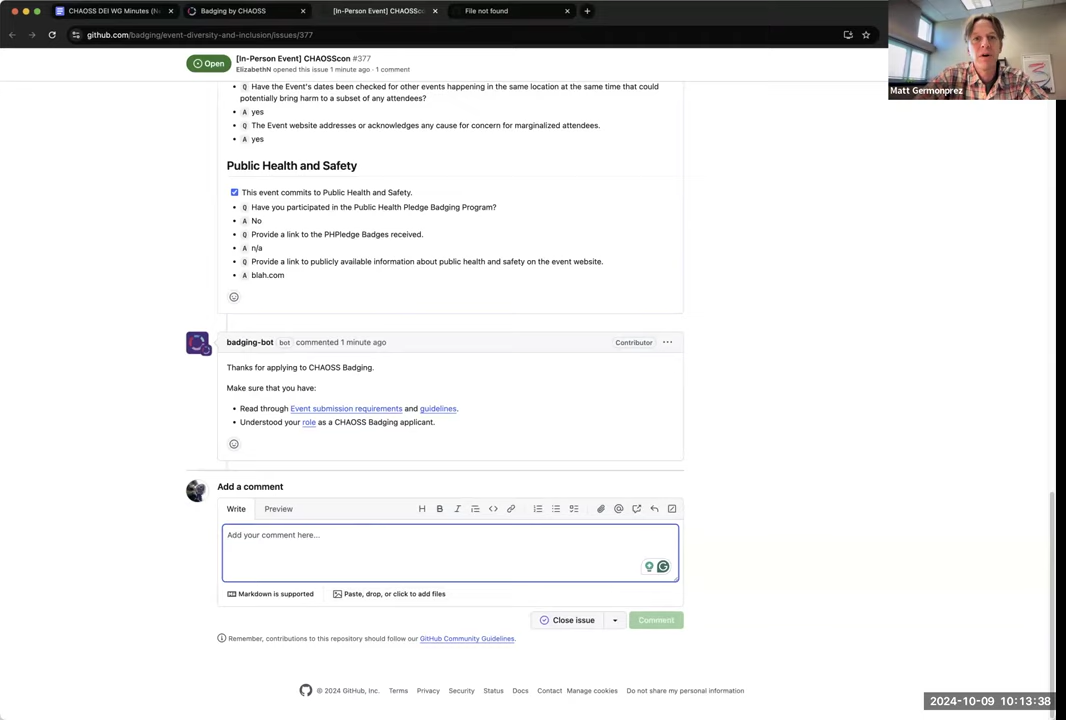 CHAOSS DEI WG Minutes (N
Badging by CHAOSS
[In-Person Event] CHAOSSco
File not found
github.com/badging/event-diversity-and-inclusion/issues/377
Matt Germonprez
Open
[In-Person Event] CHAOSScon #377
ElizabethN opened this issue 1 minute ago · 1 comment
Q Have the Event's dates been checked for other events happening in the same location at the same time that could
potentially bring harm to a subset of any attendees?
A yes
Q The Event website addresses or acknowledges any cause for concern for marginalized attendees.
A yes
Public Health and Safety
This event commits to Public Health and Safety.
Q Have you participated in the Public Health Pledge Badging Program?
A No
Q Provide a link to the PHPledge Badges received.
A n/a
Q Provide a link to publicly available information about public health and safety on the event website.
A blah.com
badging-bot bot commented 1 minute ago
Contributor
Thanks for applying to CHAOSS Badging.
Make sure that you have:
Read through Event submission requirements and guidelines.
Understood your role as a CHAOSS Badging applicant.
Add a comment
Write Preview
Add your comment here...
Markdown is supported
Paste, drop, or click to add files
Close issue
Comment
Remember, contributions to this repository should follow our GitHub Community Guidelines.
© 2024 GitHub, Inc. Terms Privacy Security Status Docs Contact Manage cookies Do not share my personal information
2024-10-09 10:13:38